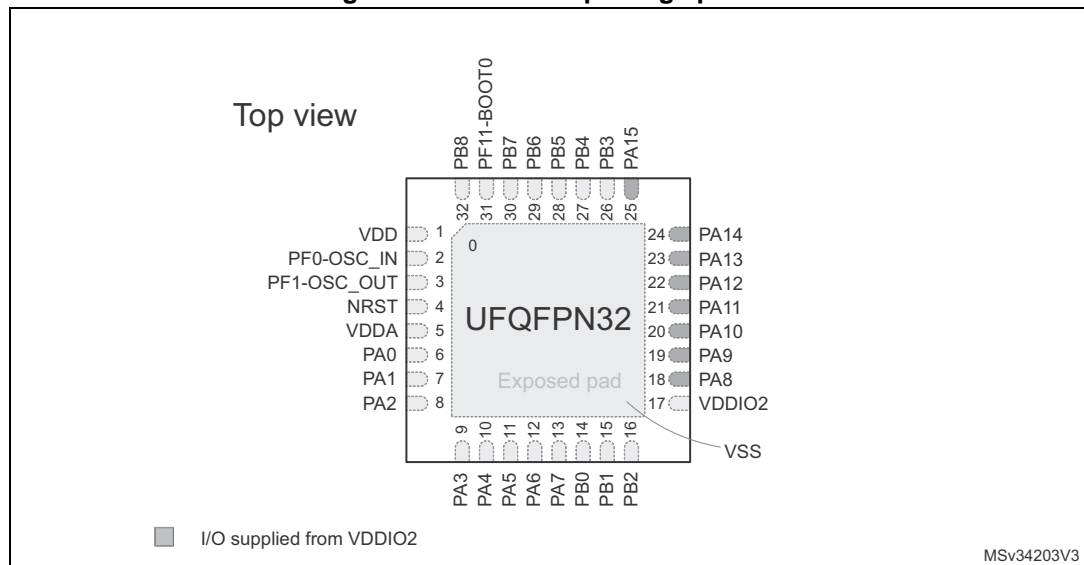 Top view
PB8
PF11-BOOT0
PB7
PB6
PB5
PB4
PB3
PA15
32
31
30
29
28
27
26
25
VDD 1
PF0-OSC_IN 2
PF1-OSC_OUT 3
NRST 4
VDDA 5
PA0 6
PA1 7
PA2 8
0
UFQFPN32
Exposed pad
24 PA14
23 PA13
22 PA12
21 PA11
20 PA10
19 PA9
18 PA8
17 VDDIO2
VSS
9
10
11
12
13
14
15
16
PA3
PA4
PA5
PA6
PA7
PB0
PB1
PB2
I/O supplied from VDDIO2
MSv34203V3